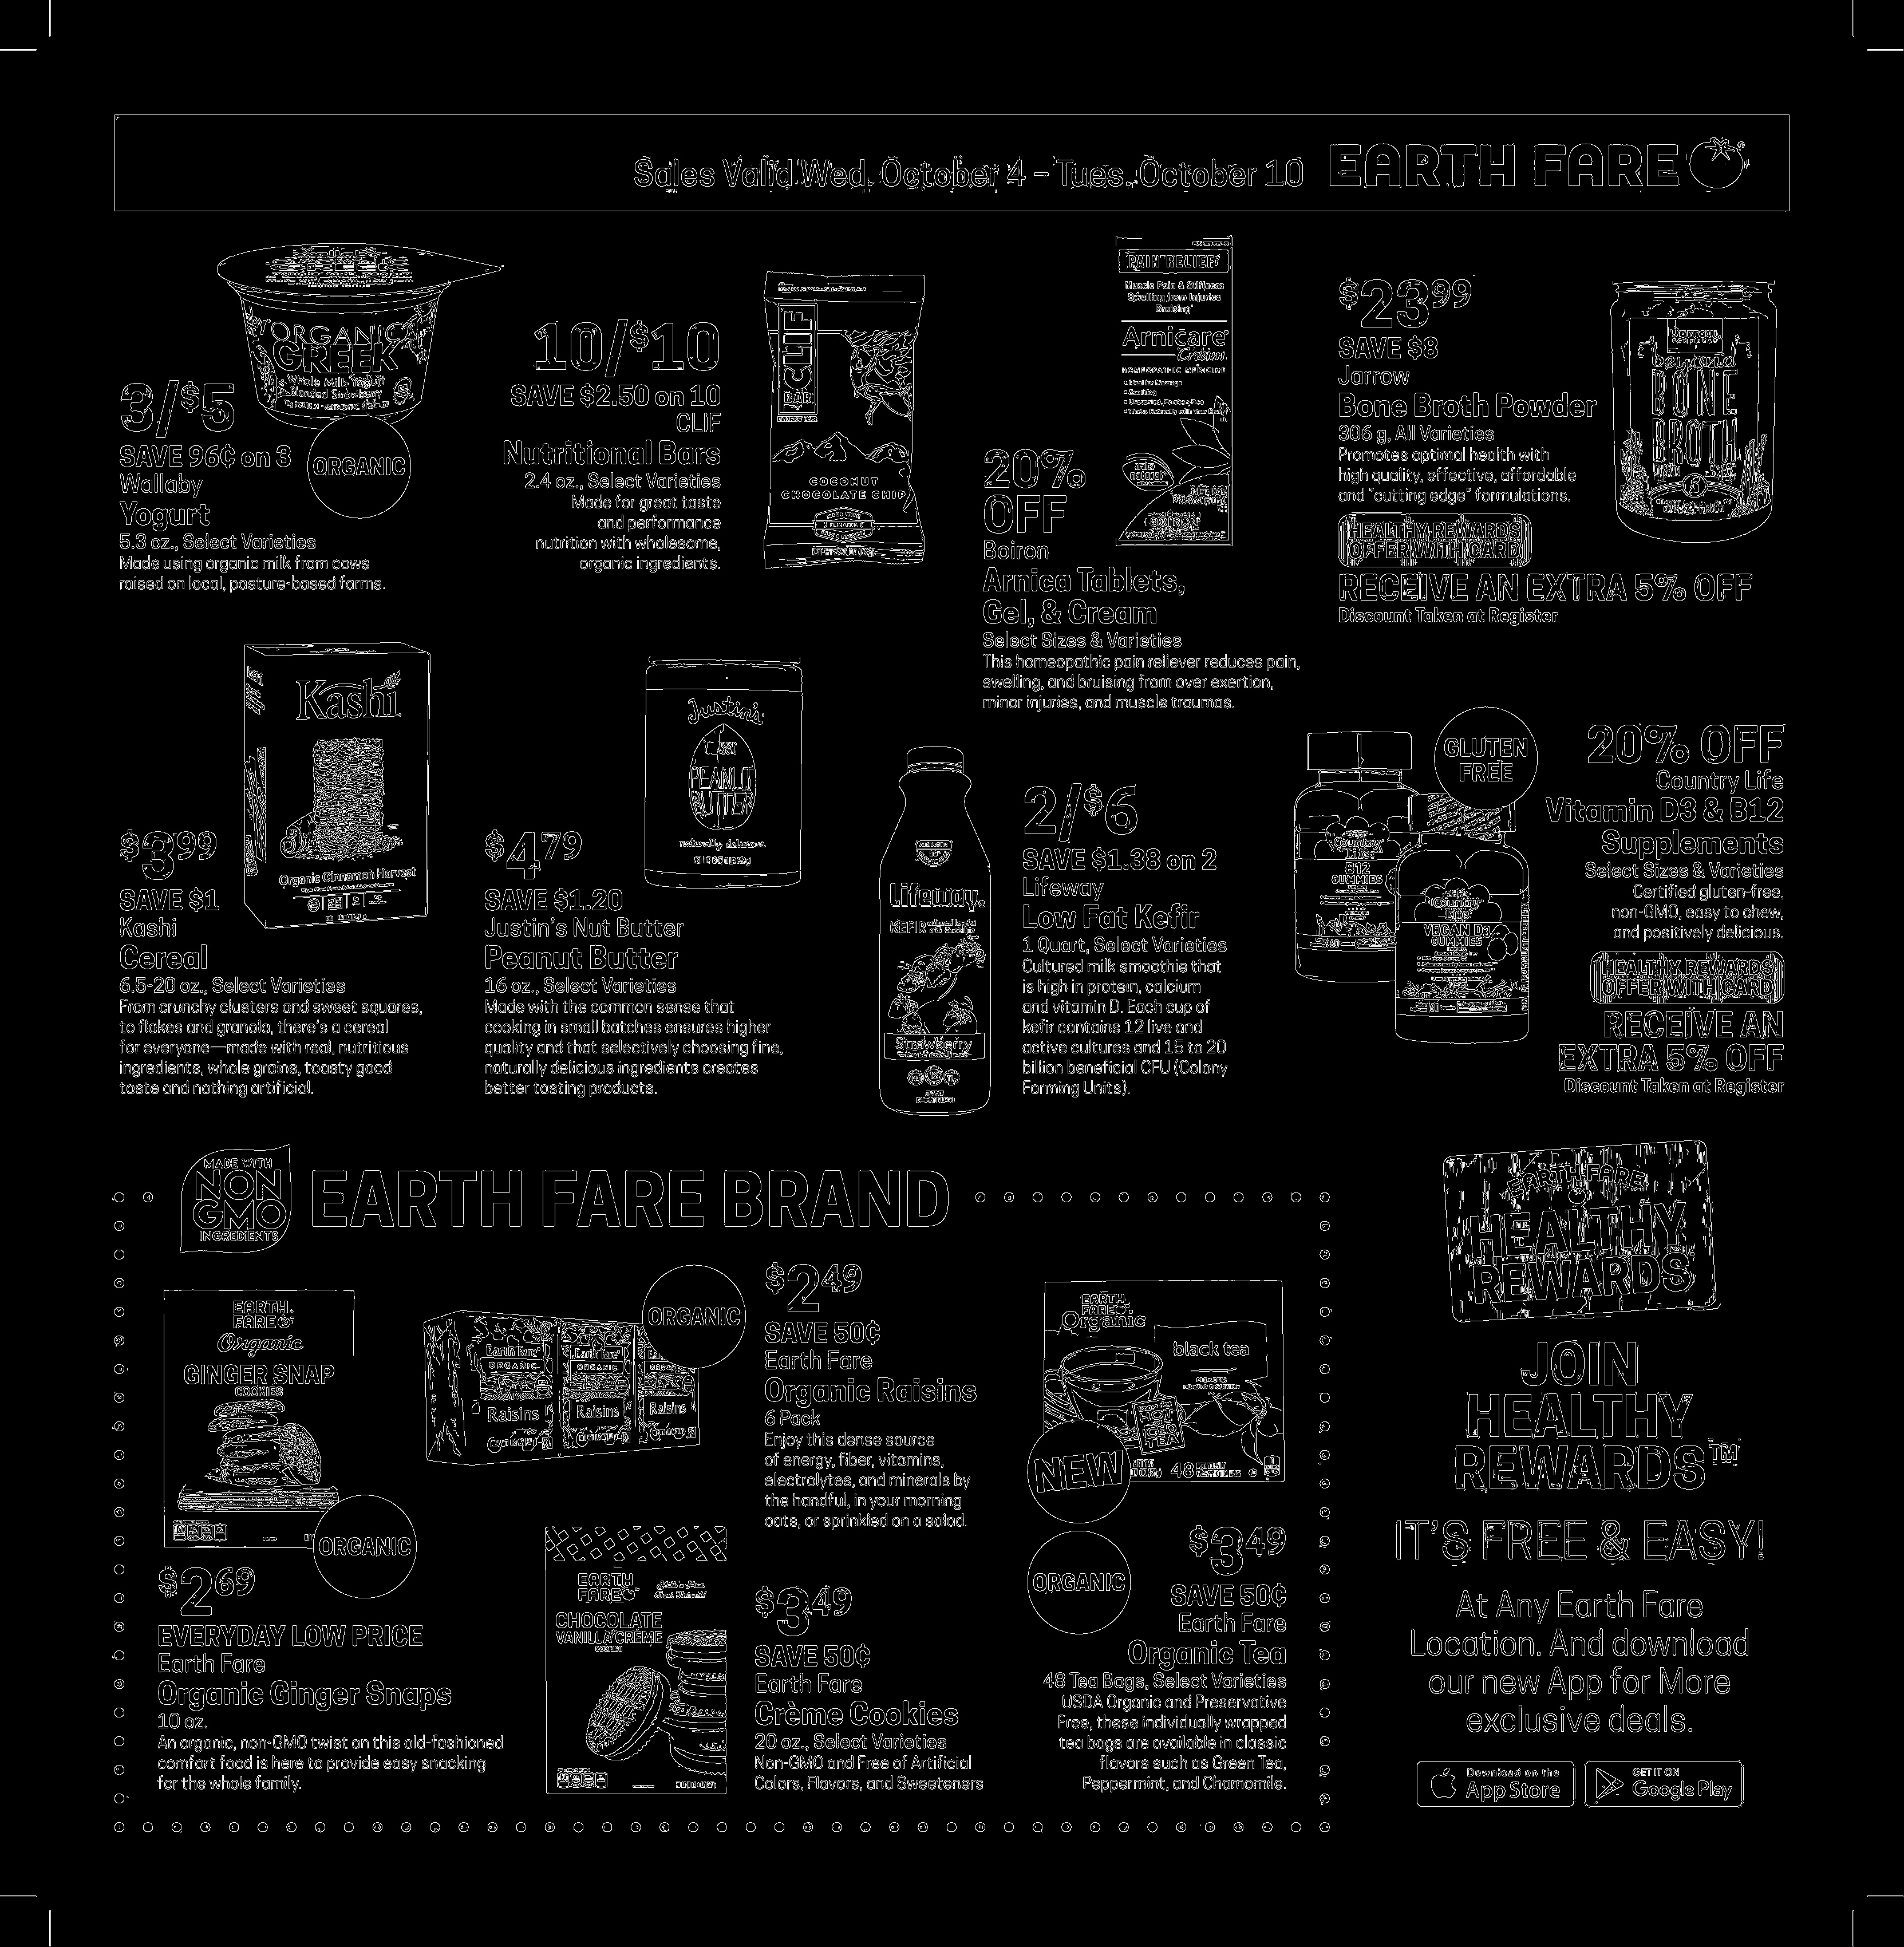 Sales Valid Wed. October 4 – Tues. October 10
EARTH FARE
ORGANIC
GREEK
Whole Milk Yogurt
Blended Strawberry
3/$5
SAVE 96¢ on 3
Wallaby
Yogurt
5.3 oz., Select Varieties
Made using organic milk from cows
raised on local, pasture-based farms.
ORGANIC
10/$10
SAVE $2.50 on 10
CLIF
Nutritional Bars
2.4 oz., Select Varieties
Made for great taste
and performance
nutrition with wholesome,
organic ingredients.
CLIF
BAR
COCONUT
CHOCOLATE CHIP
PAIN RELIEF
Muscle Pain & Stiffness
Swelling from Injuries
Bruising
Arnicare
Cream
HOMEOPATHIC MEDICINE
BOIRON
20%
OFF
Boiron
Arnica Tablets,
Gel, & Cream
Select Sizes & Varieties
This homeopathic pain reliever reduces pain,
swelling, and bruising from over exertion,
minor injuries, and muscle traumas.
$23.99
SAVE $8
Jarrow
Bone Broth Powder
306 g, All Varieties
Promotes optimal health with
high quality, effective, affordable
and "cutting edge" formulations.
HEALTHY REWARDS
OFFER WITH CARD
RECEIVE AN EXTRA 5% OFF
Discount Taken at Register
BONE
BROTH
Kashi
Organic Cinnamon Harvest
$3.99
SAVE $1
Kashi
Cereal
6.5-20 oz., Select Varieties
From crunchy clusters and sweet squares,
to flakes and granola, there's a cereal
for everyone—made with real, nutritious
ingredients, whole grains, toasty good
taste and nothing artificial.
Justin's
PEANUT
BUTTER
naturally delicious
$4.79
SAVE $1.20
Justin's Nut Butter
Peanut Butter
16 oz., Select Varieties
Made with the common sense that
cooking in small batches ensures higher
quality and that selectively choosing fine,
naturally delicious ingredients creates
better tasting products.
Lifeway
KEFIR
Strawberry
2/$6
SAVE $1.38 on 2
Lifeway
Low Fat Kefir
1 Quart, Select Varieties
Cultured milk smoothie that
is high in protein, calcium
and vitamin D. Each cup of
kefir contains 12 live and
active cultures and 15 to 20
billion beneficial CFU (Colony
Forming Units).
GLUTEN
FREE
Country Life
B12
GUMMIES
Country Life
VEGAN D3
GUMMIES
20% OFF
Country Life
Vitamin D3 & B12
Supplements
Select Sizes & Varieties
Certified gluten-free,
non-GMO, easy to chew,
and positively delicious.
HEALTHY REWARDS
OFFER WITH CARD
RECEIVE AN
EXTRA 5% OFF
Discount Taken at Register
MADE WITH
NON
GMO
INGREDIENTS
EARTH FARE BRAND
EARTH
FARE
Organic
GINGER SNAP
COOKIES
ORGANIC
$2.69
EVERYDAY LOW PRICE
Earth Fare
Organic Ginger Snaps
10 oz.
An organic, non-GMO twist on this old-fashioned
comfort food is here to provide easy snacking
for the whole family.
Earth Fare
ORGANIC
Raisins
Raisins
Raisins
ORGANIC
$2.49
SAVE 50¢
Earth Fare
Organic Raisins
6 Pack
Enjoy this dense source
of energy, fiber, vitamins,
electrolytes, and minerals by
the handful, in your morning
oats, or sprinkled on a salad.
EARTH
FARE
CHOCOLATE
VANILLA CRÈME
$3.49
SAVE 50¢
Earth Fare
Crème Cookies
20 oz., Select Varieties
Non-GMO and Free of Artificial
Colors, Flavors, and Sweeteners
EARTH
FARE
Organic
black tea
HOT
ICED
TEA
48
NEW
ORGANIC
$3.49
SAVE 50¢
Earth Fare
Organic Tea
48 Tea Bags, Select Varieties
USDA Organic and Preservative
Free, these individually wrapped
tea bags are available in classic
flavors such as Green Tea,
Peppermint, and Chamomile.
EARTH FARE
HEALTHY
REWARDS
JOIN
HEALTHY
REWARDS™
IT'S FREE & EASY!
At Any Earth Fare
Location. And download
our new App for More
exclusive deals.
Download on the
App Store
GET IT ON
Google Play